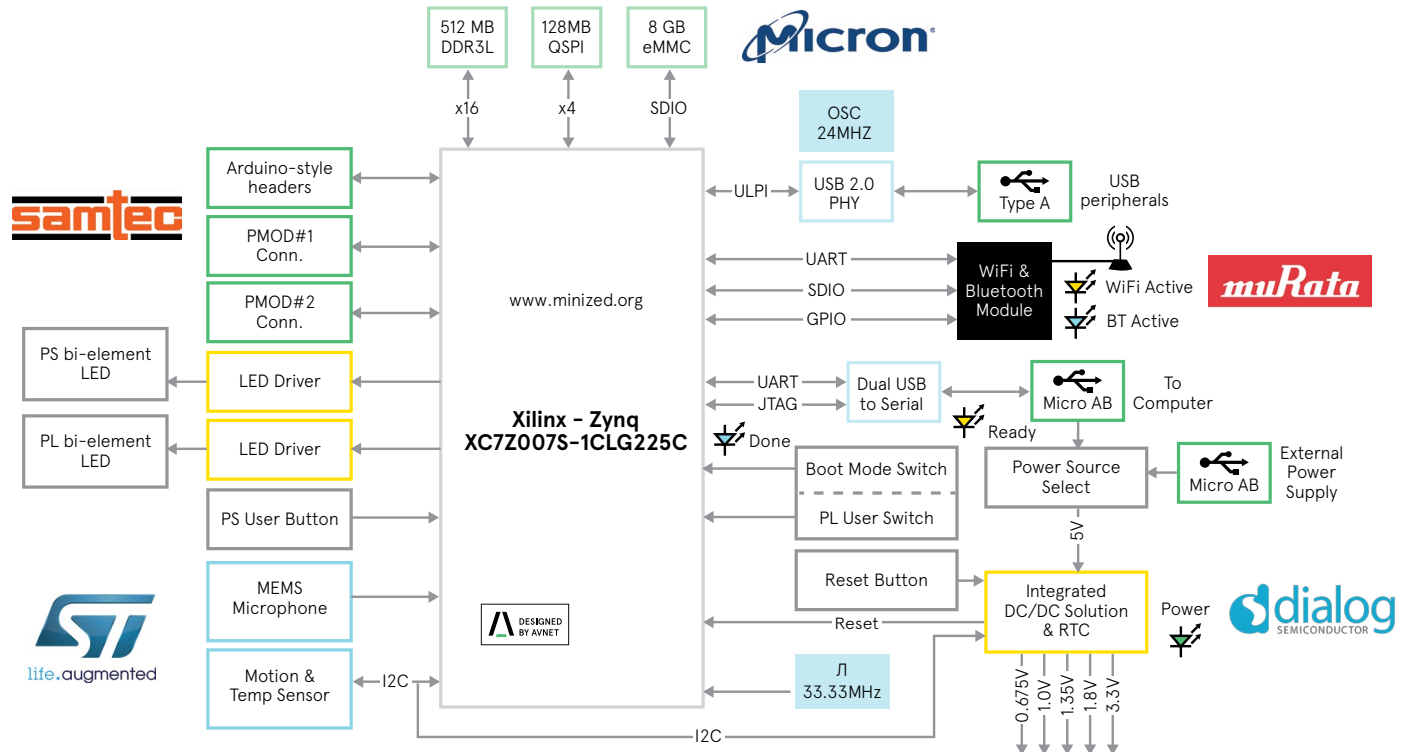 512 MB
DDR3L
128MB
QSPI
8 GB
eMMC
Micron
x16
x4
SDIO
OSC
24MHZ
Arduino-style
headers
ULPI
USB 2.0
PHY
Type A
USB
peripherals
samtec
PMOD#1
Conn.
UART
SDIO
GPIO
WiFi &
Bluetooth
Module
WiFi Active
BT Active
muRata
www.minized.org
PMOD#2
Conn.
PS bi-element
LED
LED Driver
UART
JTAG
Dual USB
to Serial
Micro AB
To
Computer
Xilinx - Zynq
XC7Z007S-1CLG225C
Done
Ready
PL bi-element
LED
LED Driver
Boot Mode Switch
PL User Switch
Power Source
Select
Micro AB
External
Power
Supply
PS User Button
5V
MEMS
Microphone
Reset Button
Integrated
DC/DC Solution
& RTC
Power
dialog
SEMICONDUCTOR
ST
life.augmented
DESIGNED
BY AVNET
Reset
Motion &
Temp Sensor
I2C
33.33MHz
0.675V
1.0V
1.35V
1.8V
3.3V
I2C